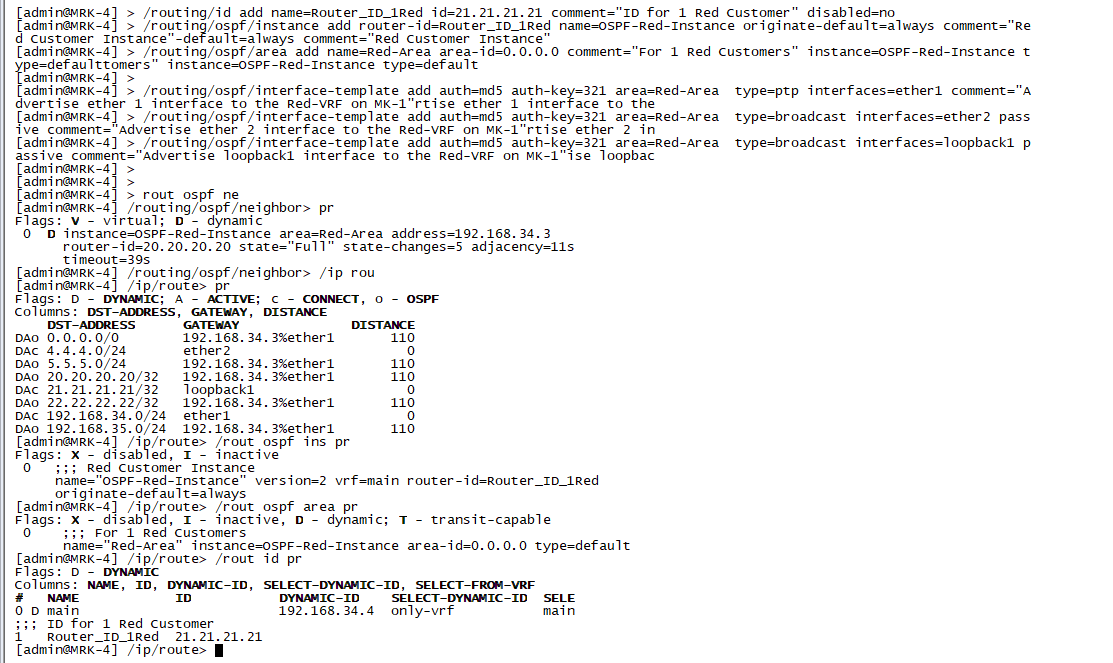 [admin@MRK-4] > /routing/id add name=Router_ID_1Red id=21.21.21.21 comment="ID for 1 Red Customer" disabled=no
[admin@MRK-4] > /routing/ospf/instance add router-id=Router_ID_1Red name=OSPF-Red-Instance originate-default=always comment="Re
d Customer Instance"-default=always comment="Red Customer Instance"
[admin@MRK-4] > /routing/ospf/area add name=Red-Area area-id=0.0.0.0 comment="For 1 Red Customers" instance=OSPF-Red-Instance t
ype=defaulttomers" instance=OSPF-Red-Instance type=default
[admin@MRK-4] >
[admin@MRK-4] > /routing/ospf/interface-template add auth=md5 auth-key=321 area=Red-Area  type=ptp interfaces=ether1 comment="A
dvertise ether 1 interface to the Red-VRF on MK-1"rtise ether 1 interface to the
[admin@MRK-4] > /routing/ospf/interface-template add auth=md5 auth-key=321 area=Red-Area  type=broadcast interfaces=ether2 pass
ive comment="Advertise ether 2 interface to the Red-VRF on MK-1"rtise ether 2 in
[admin@MRK-4] > /routing/ospf/interface-template add auth=md5 auth-key=321 area=Red-Area  type=broadcast interfaces=loopback1 p
assive comment="Advertise loopback1 interface to the Red-VRF on MK-1"ise loopbac
[admin@MRK-4] >
[admin@MRK-4] >
[admin@MRK-4] > rout ospf ne
[admin@MRK-4] /routing/ospf/neighbor> pr
Flags: V - virtual; D - dynamic
 0  D instance=OSPF-Red-Instance area=Red-Area address=192.168.34.3
      router-id=20.20.20.20 state="Full" state-changes=5 adjacency=11s
      timeout=39s
[admin@MRK-4] /routing/ospf/neighbor> /ip rou
[admin@MRK-4] /ip/route> pr
Flags: D - DYNAMIC; A - ACTIVE; c - CONNECT, o - OSPF
Columns: DST-ADDRESS, GATEWAY, DISTANCE
    DST-ADDRESS      GATEWAY              DISTANCE
DAo 0.0.0.0/0        192.168.34.3%ether1       110
DAc 4.4.4.0/24       ether2                      0
DAo 5.5.5.0/24       192.168.34.3%ether1       110
DAo 20.20.20.20/32   192.168.34.3%ether1       110
DAc 21.21.21.21/32   loopback1                   0
DAo 22.22.22.22/32   192.168.34.3%ether1       110
DAc 192.168.34.0/24  ether1                      0
DAo 192.168.35.0/24  192.168.34.3%ether1       110
[admin@MRK-4] /ip/route> /rout ospf ins pr
Flags: X - disabled, I - inactive
 0   ;;; Red Customer Instance
     name="OSPF-Red-Instance" version=2 vrf=main router-id=Router_ID_1Red
     originate-default=always
[admin@MRK-4] /ip/route> /rout ospf area pr
Flags: X - disabled, I - inactive, D - dynamic; T - transit-capable
 0    ;;; For 1 Red Customers
      name="Red-Area" instance=OSPF-Red-Instance area-id=0.0.0.0 type=default
[admin@MRK-4] /ip/route> /rout id pr
Flags: D - DYNAMIC
Columns: NAME, ID, DYNAMIC-ID, SELECT-DYNAMIC-ID, SELECT-FROM-VRF
#   NAME            ID           DYNAMIC-ID    SELECT-DYNAMIC-ID  SELE
0 D main                         192.168.34.4  only-vrf           main
;;; ID for 1 Red Customer
1   Router_ID_1Red  21.21.21.21
[admin@MRK-4] /ip/route>